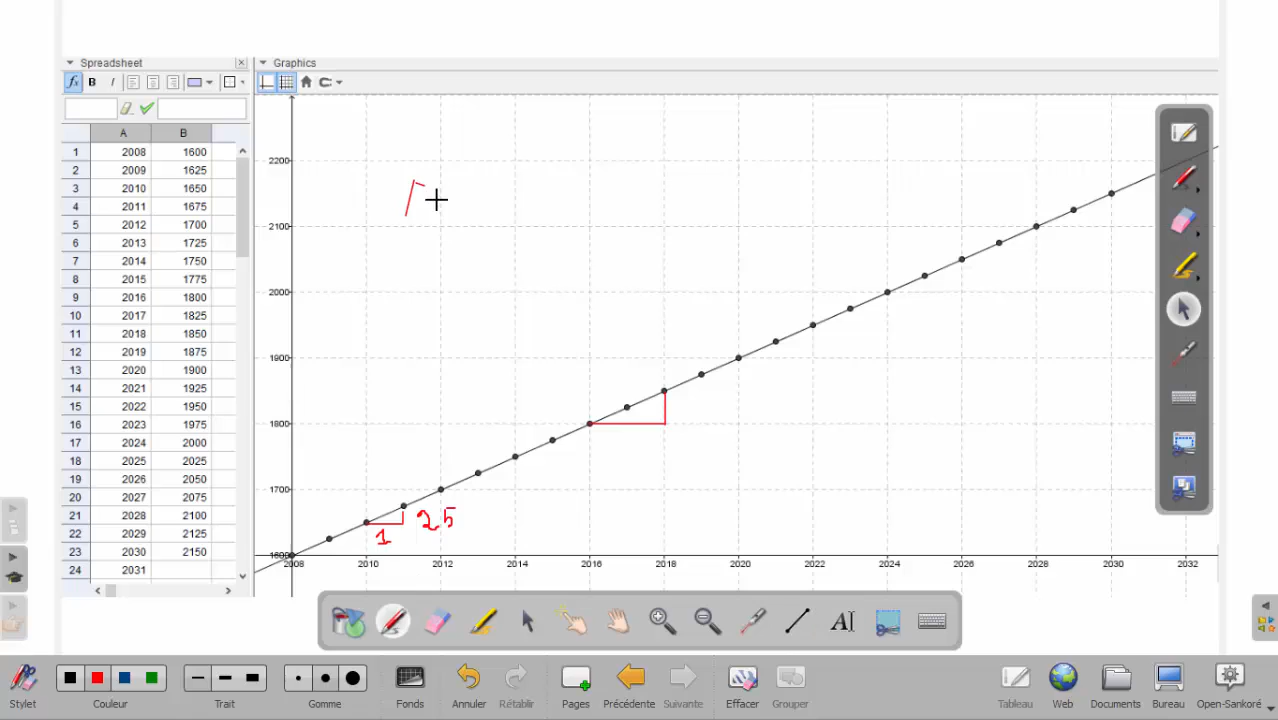 Spreadsheet
Graphics
fx B I
A B
1 2008 1600
2 2009 1625
3 2010 1650
4 2011 1675
5 2012 1700
6 2013 1725
7 2014 1750
8 2015 1775
9 2016 1800
10 2017 1825
11 2018 1850
12 2019 1875
13 2020 1900
14 2021 1925
15 2022 1950
16 2023 1975
17 2024 2000
18 2025 2025
19 2026 2050
20 2027 2075
21 2028 2100
22 2029 2125
23 2030 2150
24 2031
2200
2100
2000
1900
1800
1700
1600
2008 2010 2012 2014 2016 2018 2020 2022 2024 2026 2028 2030 2032
1 25
AI
Stylet Couleur Trait Gomme Fonds Annuler Rétablir Pages Précédente Suivante Effacer Grouper Tableau Web Documents Bureau Open-Sankoré